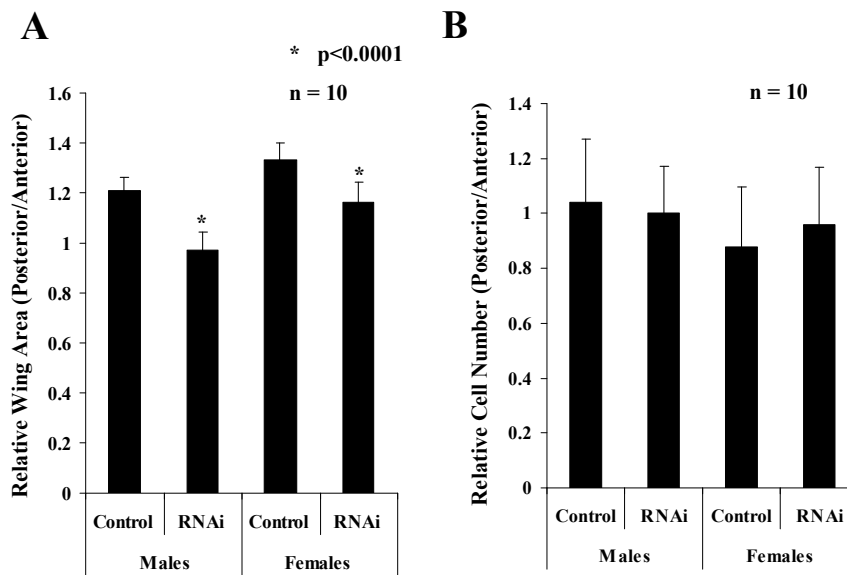 A
* p<0.0001
n = 10
Relative Wing Area (Posterior/Anterior)
1.6
1.4
1.2
1
0.8
0.6
0.4
0.2
0
*
*
Control RNAi Control RNAi
Males Females
B
n = 10
Relative Cell Number (Posterior/Anterior)
1.4
1.2
1
0.8
0.6
0.4
0.2
0
Control RNAi Control RNAi
Males Females